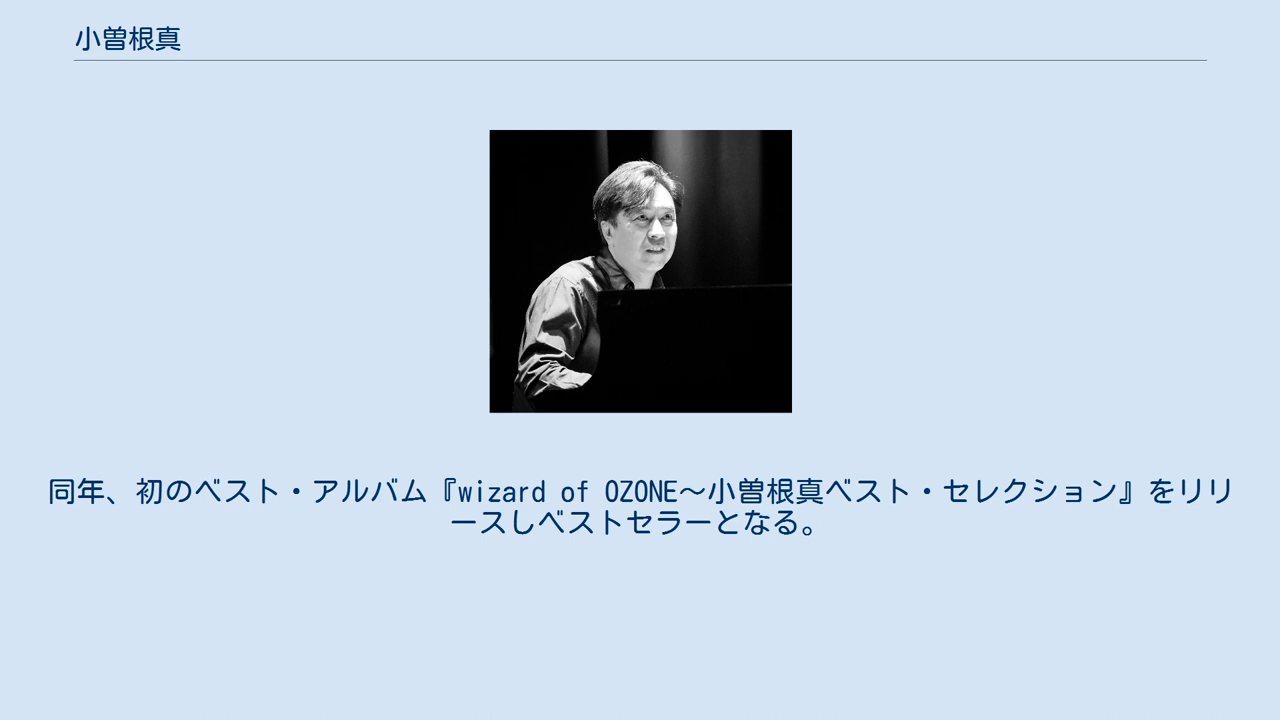 小曽根真
同年、初のベスト・アルバム『wizard of OZONE〜小曽根真ベスト・セレクション』をリリ
ースしベストセラーとなる。